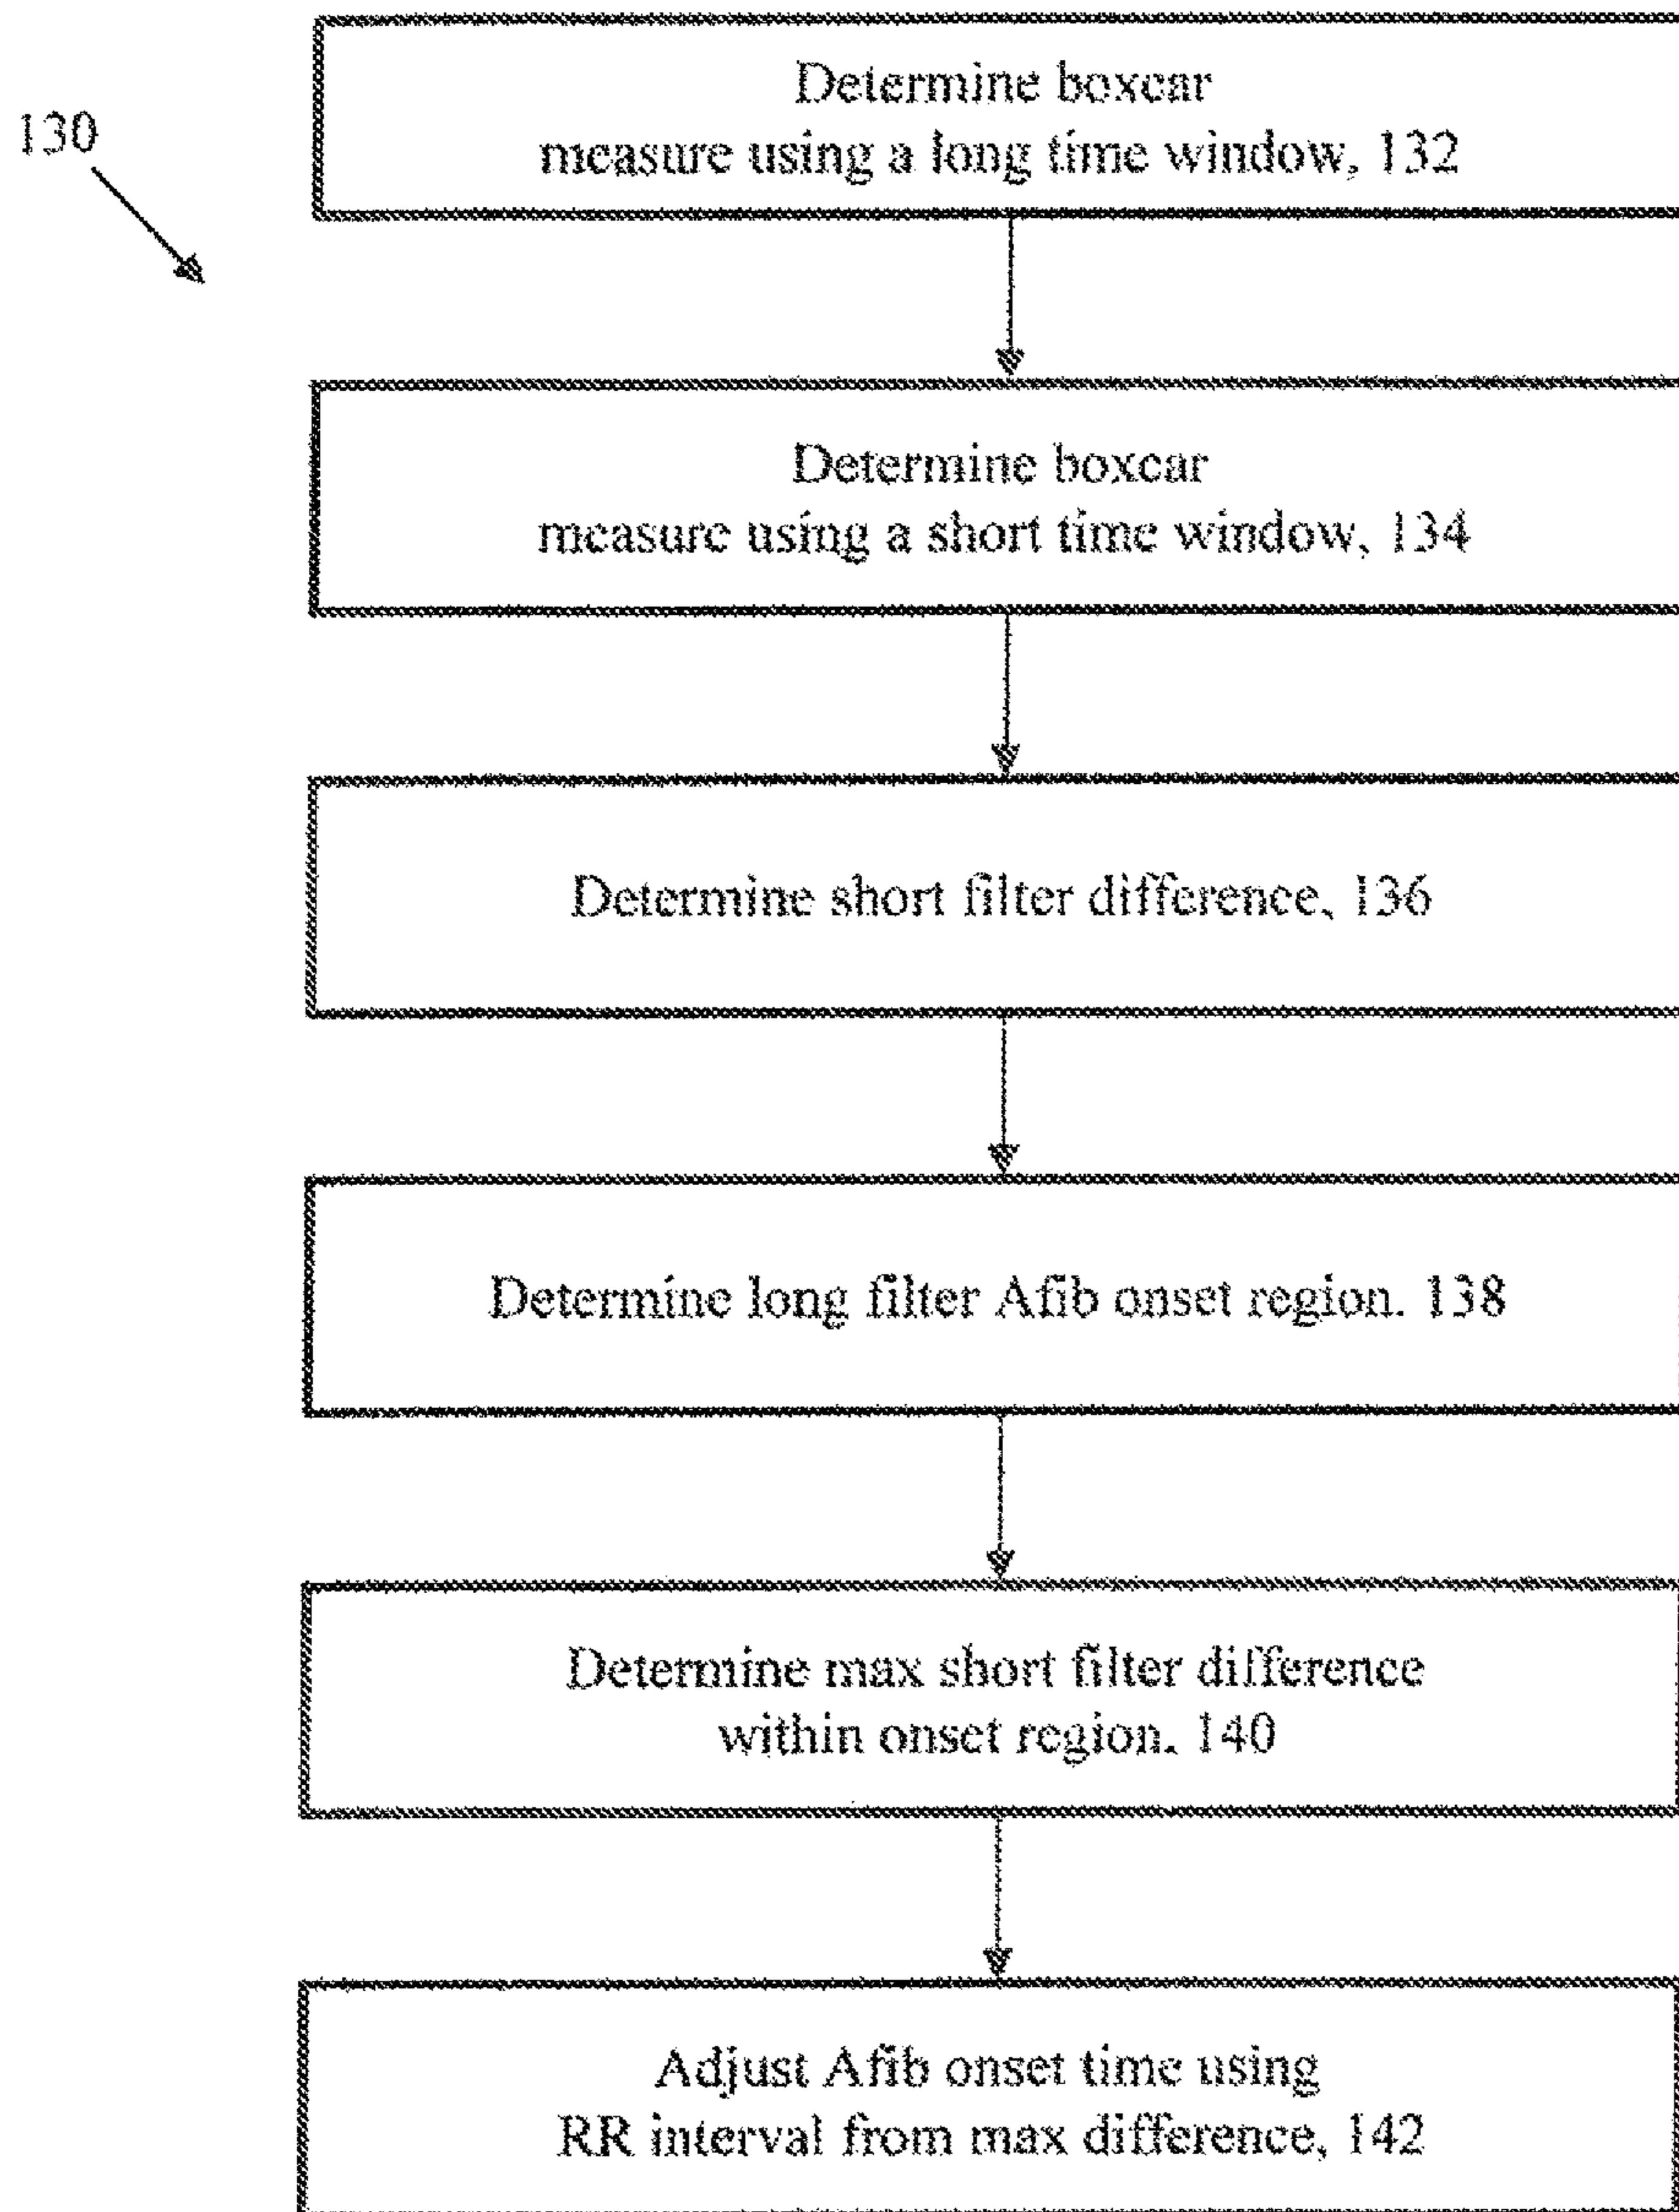 130
Determine boxcar
measure using a long time window, 132
Determine boxcar
measure using a short time window, 134
Determine short filter difference, 136
Determine long filter Afib onset region. 138
Determine max short filter difference
within onset region. 140
Adjust Afib onset time using
RR interval from max difference, 142